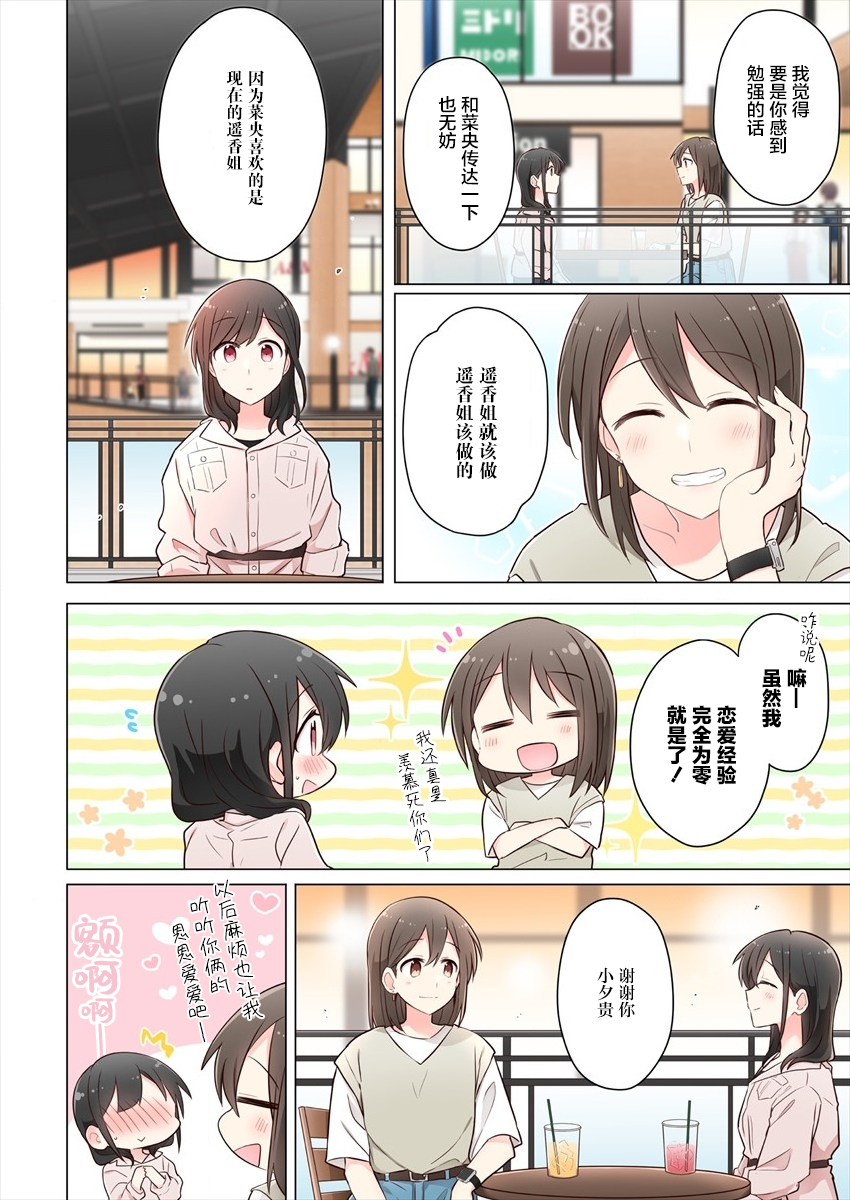 ミドリ
MIDORI
BO
OK
我觉得
要是你感到
勉强的话
和菜央传达一下
也无妨
遥香姐就该做
遥香姐该做的
因为菜央喜欢的是
现在的遥香姐
咋说呢
嘛—
虽然我
恋爱经验
完全为零
就是了！
我还真是
羡慕死你们了
谢谢你
小夕贵
以后麻烦也让我
听听你俩的
恩恩爱爱吧—
额啊啊—